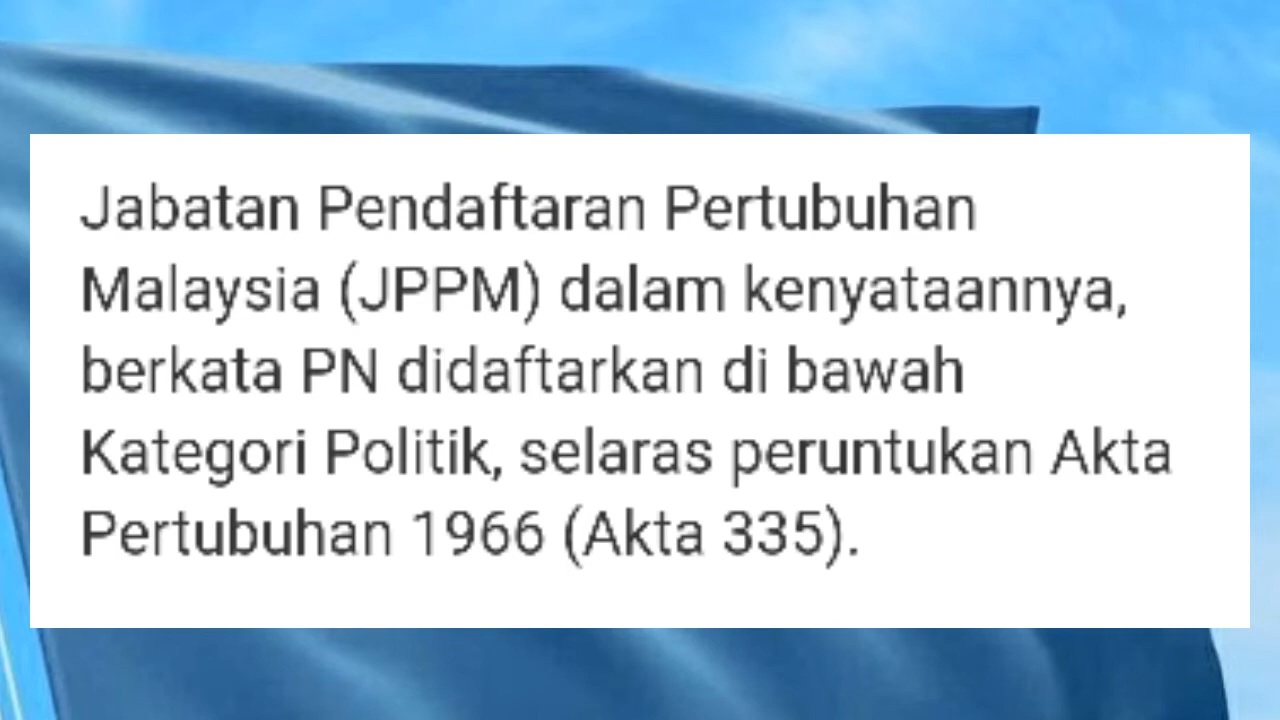 Jabatan Pendaftaran Pertubuhan
Malaysia (JPPM) dalam kenyataannya,
berkata PN didaftarkan di bawah
Kategori Politik, selaras peruntukan Akta
Pertubuhan 1966 (Akta 335).